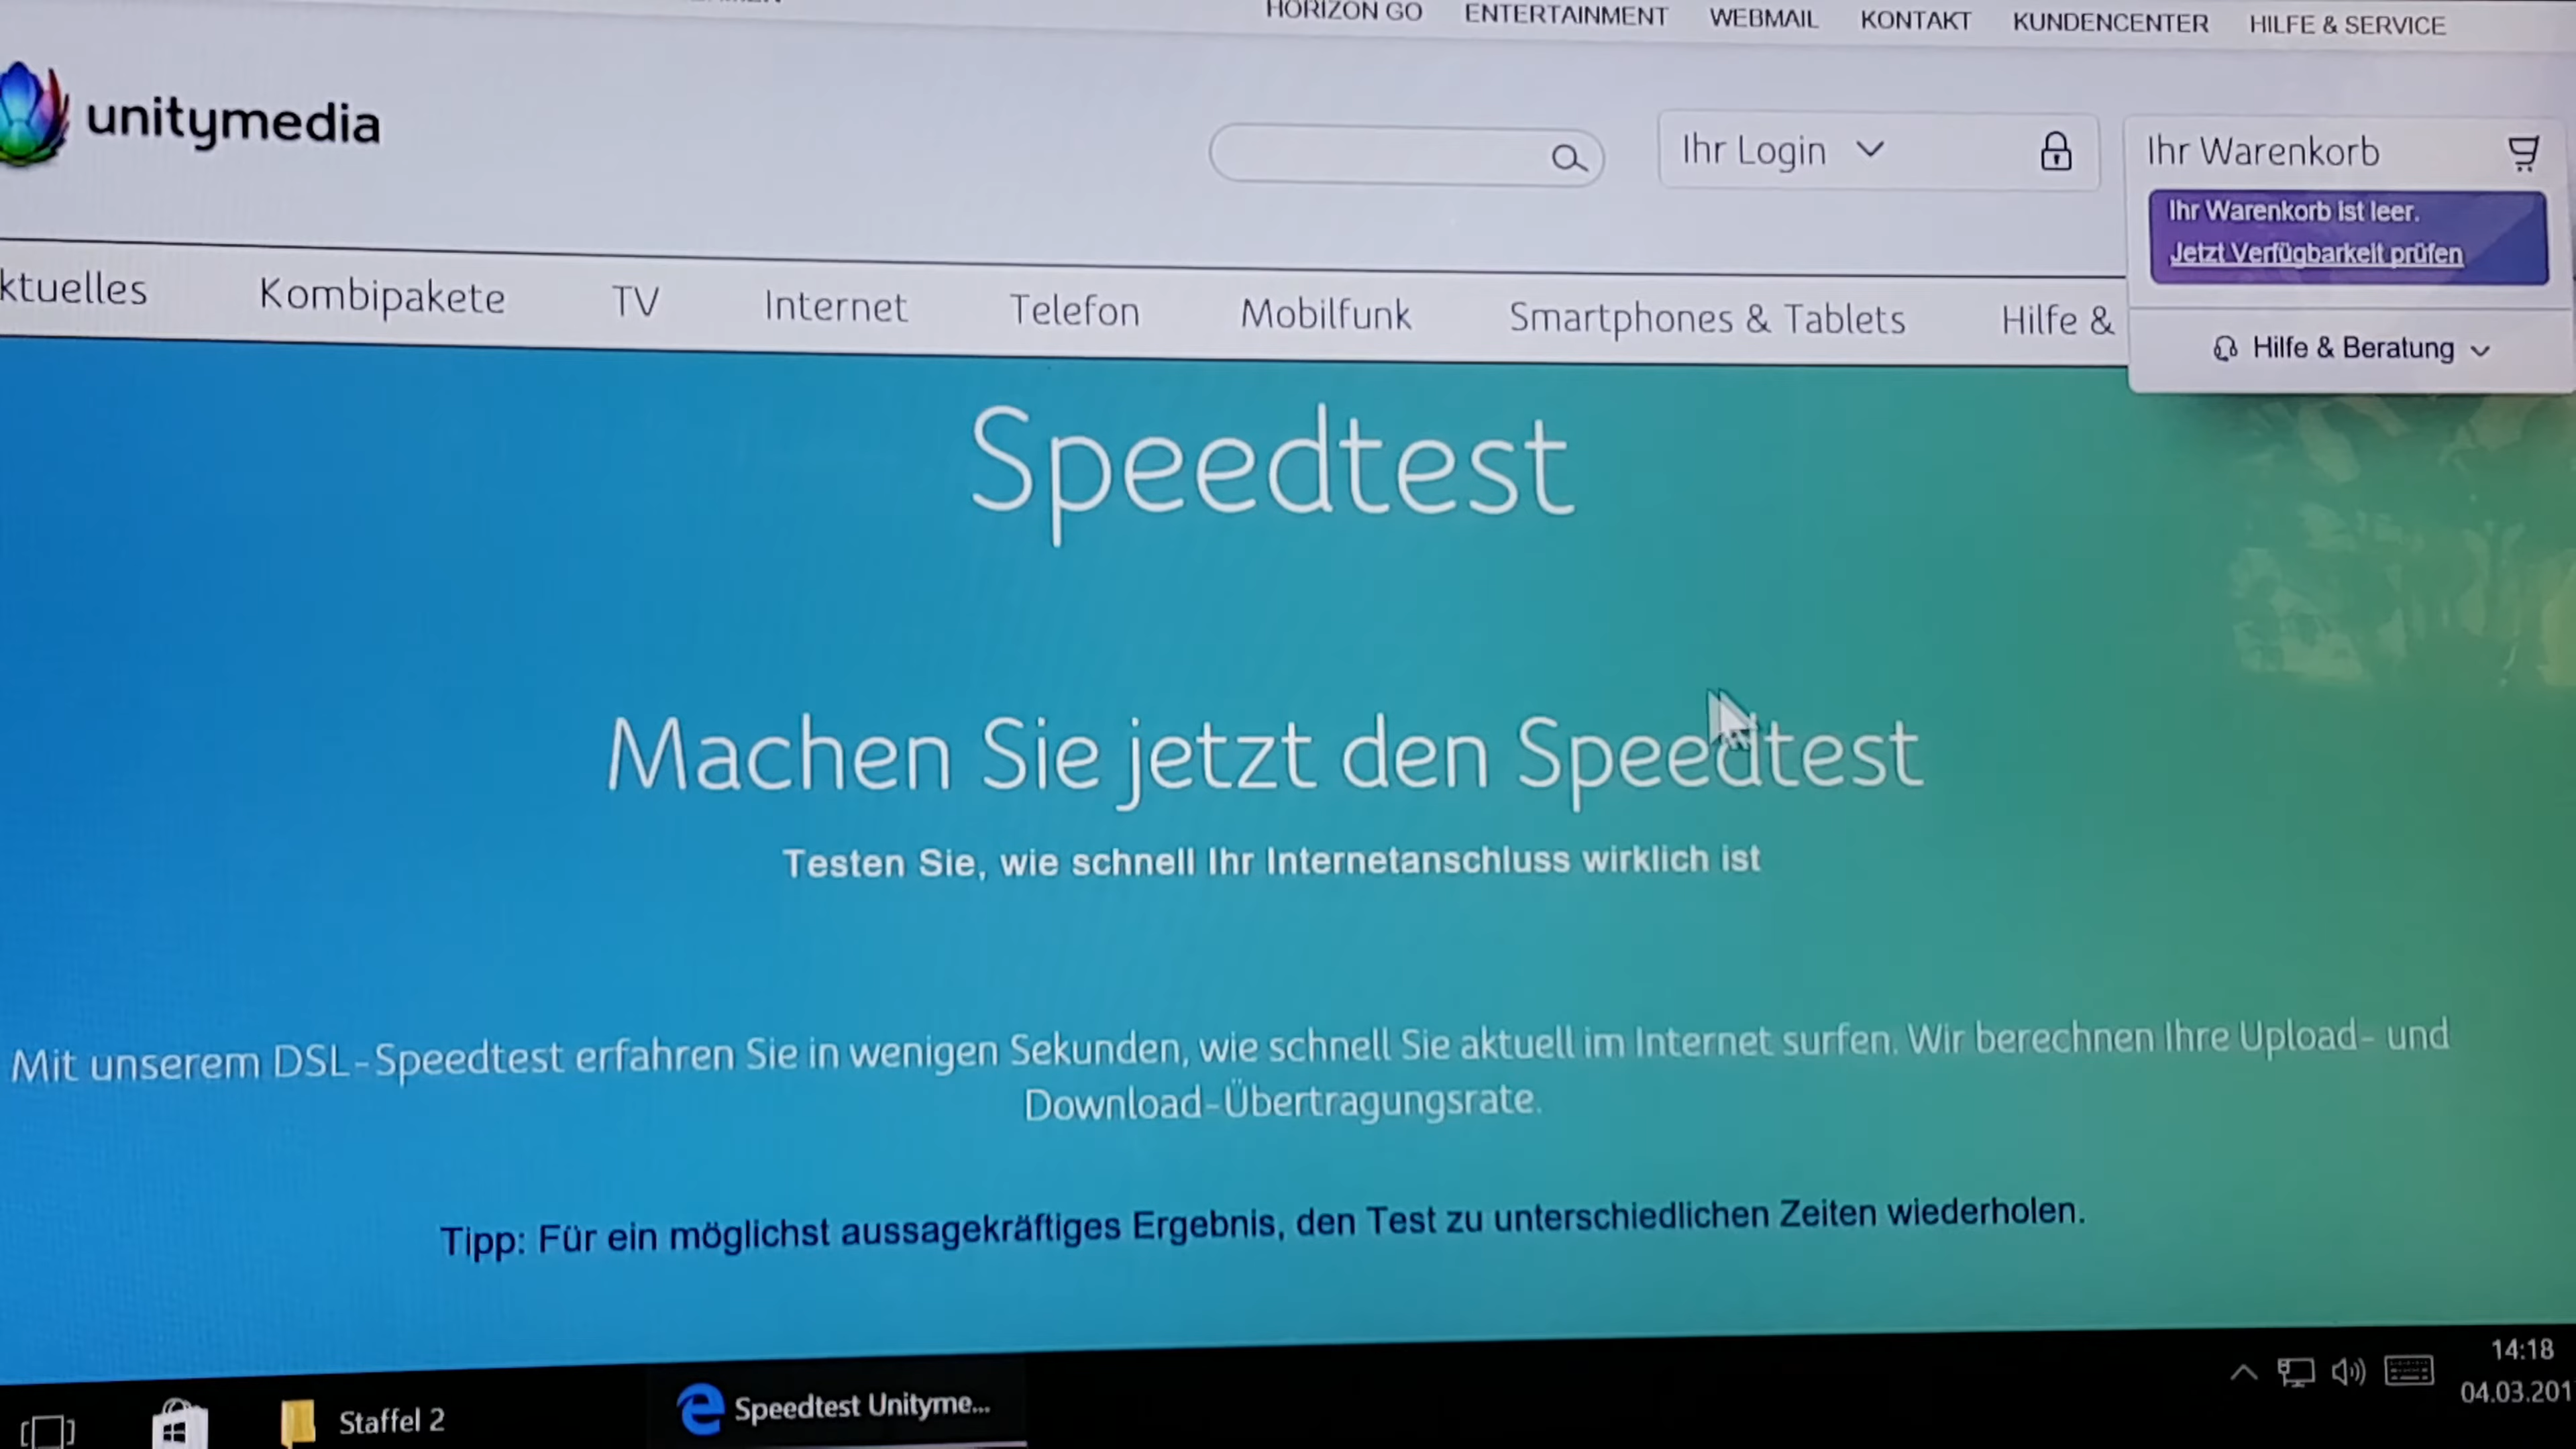 HORIZON GO ENTERTAINMENT WEBMAIL KONTAKT KUNDENCENTER HILFE & SERVICE
unitymedia
Ihr Login
Ihr Warenkorb
Ihr Warenkorb ist leer.
Jetzt Verfügbarkeit prüfen
ktuelles Kombipakete TV Internet Telefon Mobilfunk Smartphones & Tablets Hilfe &
Hilfe & Beratung
Speedtest
Machen Sie jetzt den Speedtest
Testen Sie, wie schnell Ihr Internetanschluss wirklich ist
Mit unserem DSL-Speedtest erfahren Sie in wenigen Sekunden, wie schnell Sie aktuell im Internet surfen. Wir berechnen Ihre Upload- und
Download-Übertragungsrate.
Tipp: Für ein möglichst aussagekräftiges Ergebnis, den Test zu unterschiedlichen Zeiten wiederholen.
Staffel 2
Speedtest Unityme...
14:18
04.03.201